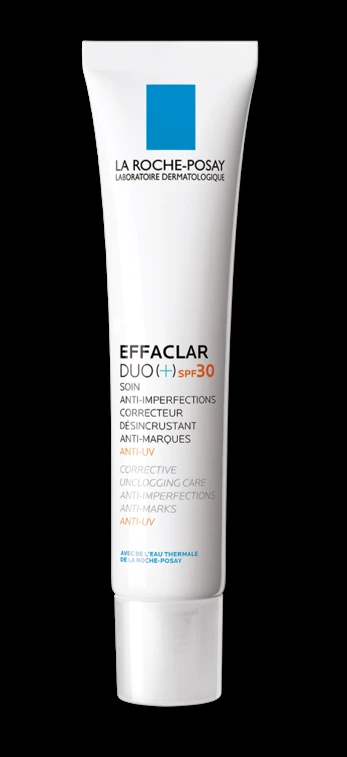 LA ROCHE-POSAY
LABORATOIRE DERMATOLOGIQUE
EFFACLAR
DUO(+) SPF30
SOIN
ANTI-IMPERFECTIONS
CORRECTEUR
DÉSINCRUSTANT
ANTI-MARQUES
ANTI-UV
CORRECTIVE
UNCLOGGING CARE
ANTI-IMPERFECTIONS
ANTI-MARKS
ANTI-UV
AVEC DE L'EAU THERMALE
DE LA ROCHE-POSAY